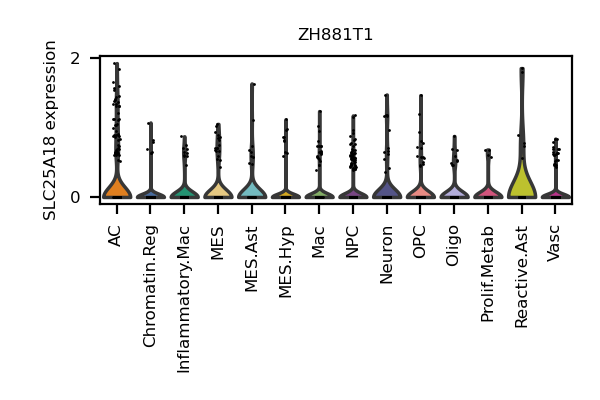 ZH881T1
SLC25A18 expression
2
0
AC
Chromatin.Reg
Inflammatory.Mac
MES
MES.Ast
MES.Hyp
Mac
NPC
Neuron
OPC
Oligo
Prolif.Metab
Reactive.Ast
Vasc